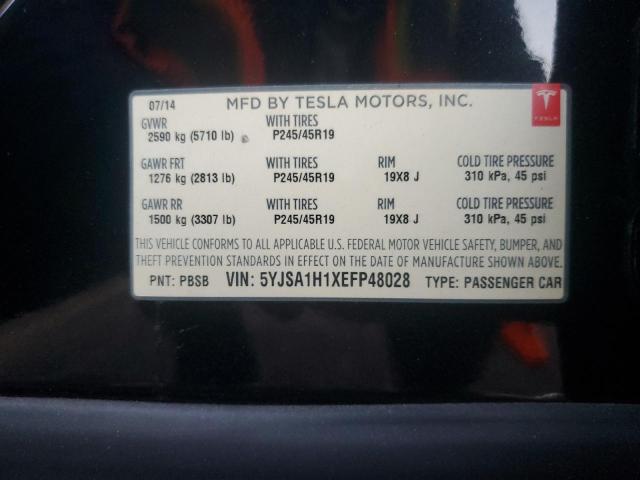 07/14 MFD BY TESLA MOTORS, INC.
GVWR WITH TIRES
2590 kg (5710 lb) P245/45R19
GAWR FRT WITH TIRES RIM COLD TIRE PRESSURE
1276 kg (2813 lb) P245/45R19 19X8 J 310 kPa, 45 psi
GAWR RR WITH TIRES RIM COLD TIRE PRESSURE
1500 kg (3307 lb) P245/45R19 19X8 J 310 kPa, 45 psi
THIS VEHICLE CONFORMS TO ALL APPLICABLE U.S. FEDERAL MOTOR VEHICLE SAFETY, BUMPER, AND
THEFT PREVENTION STANDARDS IN EFFECT ON THE DATE OF MANUFACTURE SHOWN ABOVE.
PNT: PBSB VIN: 5YJSA1H1XEFP48028 TYPE: PASSENGER CAR
TESLA